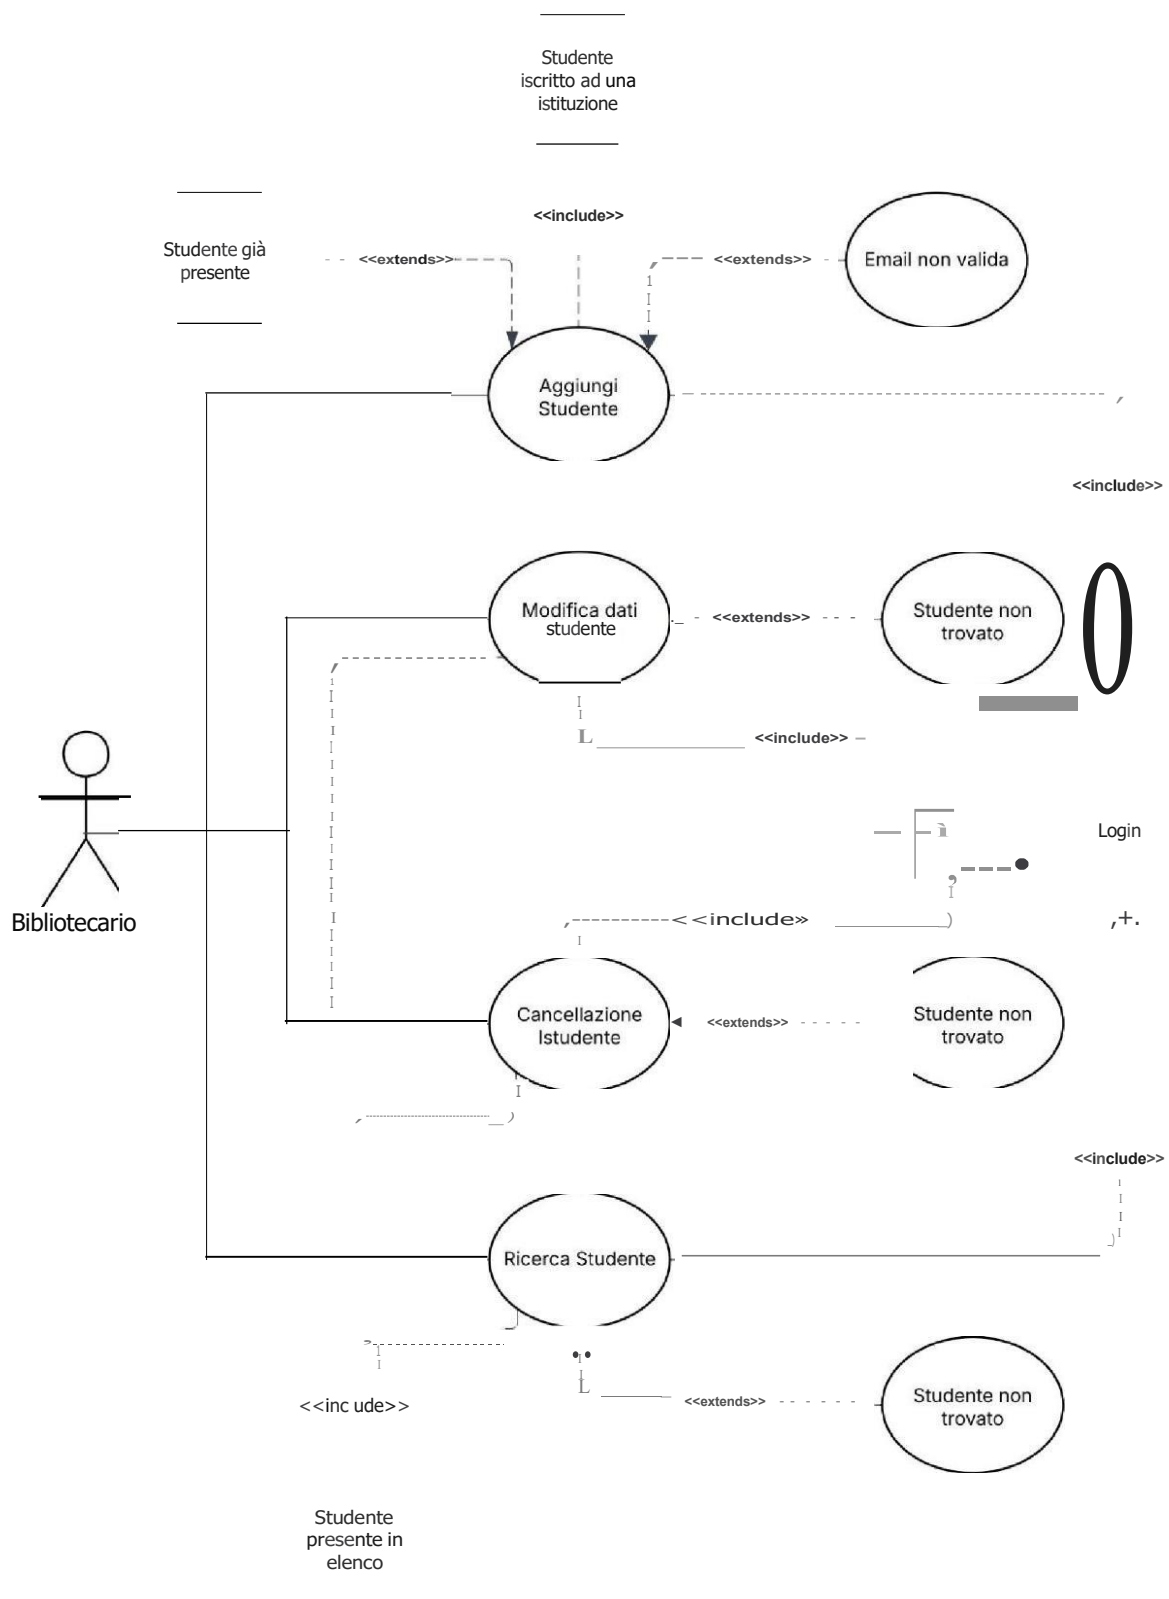 Studente
iscritto ad una
istituzione
<<include>>
Studente già
presente
<<extends>>
<<extends>>
Email non valida
Aggiungi
Studente
<<include>>
Modifica dati
studente
<<extends>>
Studente non
trovato
<<include>>
Login
Bibliotecario
<<include»
Cancellazione
Istudente
<<extends>>
Studente non
trovato
<<include>>
Ricerca Studente
<<inc ude>>
<<extends>>
Studente non
trovato
Studente
presente in
elenco